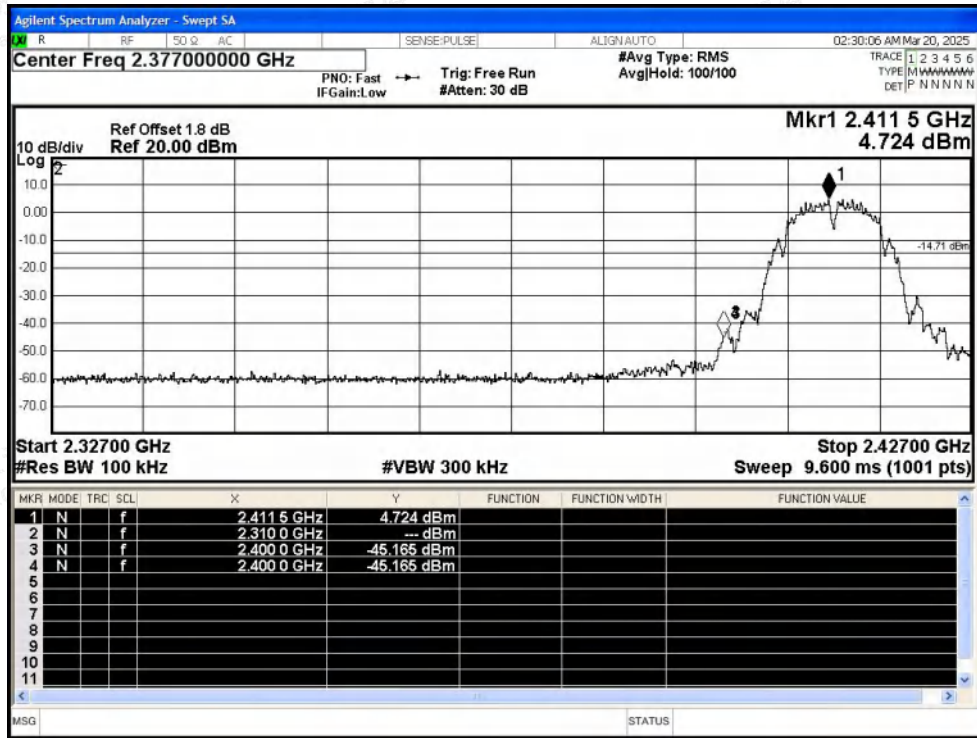 Agilent Spectrum Analyzer - Swept SA
LXI R RF 50 Ω AC SENSE:PULSE ALIGN AUTO 02:30:06 AM Mar 20, 2025
Center Freq 2.377000000 GHz #Avg Type: RMS TRACE 1 2 3 4 5 6
PNO: Fast Trig: Free Run Avg|Hold: 100/100 TYPE M
IFGain:Low #Atten: 30 dB DET P N N N N N
Mkr1 2.411 5 GHz
4.724 dBm
Ref Offset 1.8 dB
10 dB/div Ref 20.00 dBm
Log
2
1
10.0
0.00
-10.0
-14.71 dBm
-20.0
-30.0
-40.0
-50.0
-60.0
-70.0
Start 2.32700 GHz Stop 2.42700 GHz
#Res BW 100 kHz #VBW 300 kHz Sweep 9.600 ms (1001 pts)
MKR MODE TRC SCL X Y FUNCTION FUNCTION WIDTH FUNCTION VALUE
1 N f 2.411 5 GHz 4.724 dBm
2 N f 2.310 0 GHz --- dBm
3 N f 2.400 0 GHz -45.165 dBm
4 N f 2.400 0 GHz -45.165 dBm
5
6
7
8
9
10
11
MSG STATUS